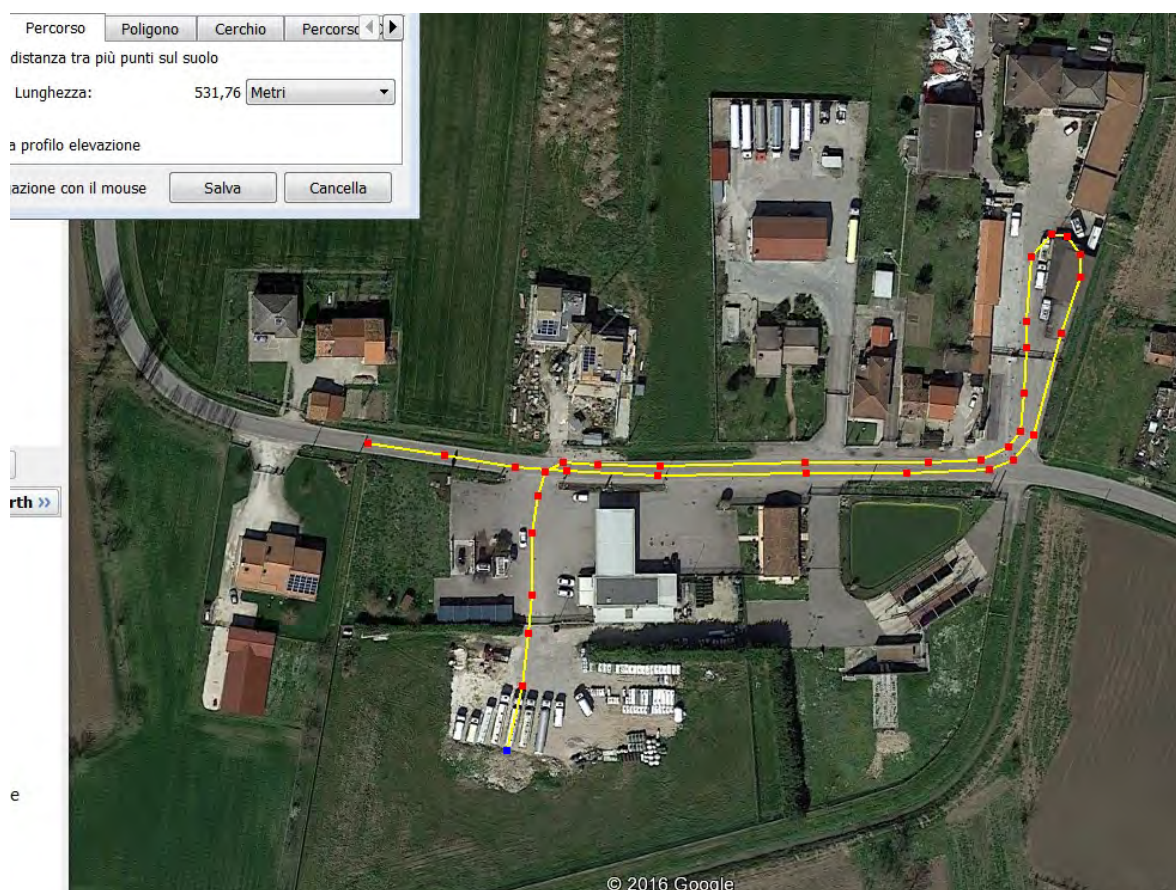 Percorso Poligono Cerchio Percorso
distanza tra più punti sul suolo
Lunghezza: 531,76 Metri
a profilo elevazione
azione con il mouse Salva Cancella
rth »
e
© 2016 Google